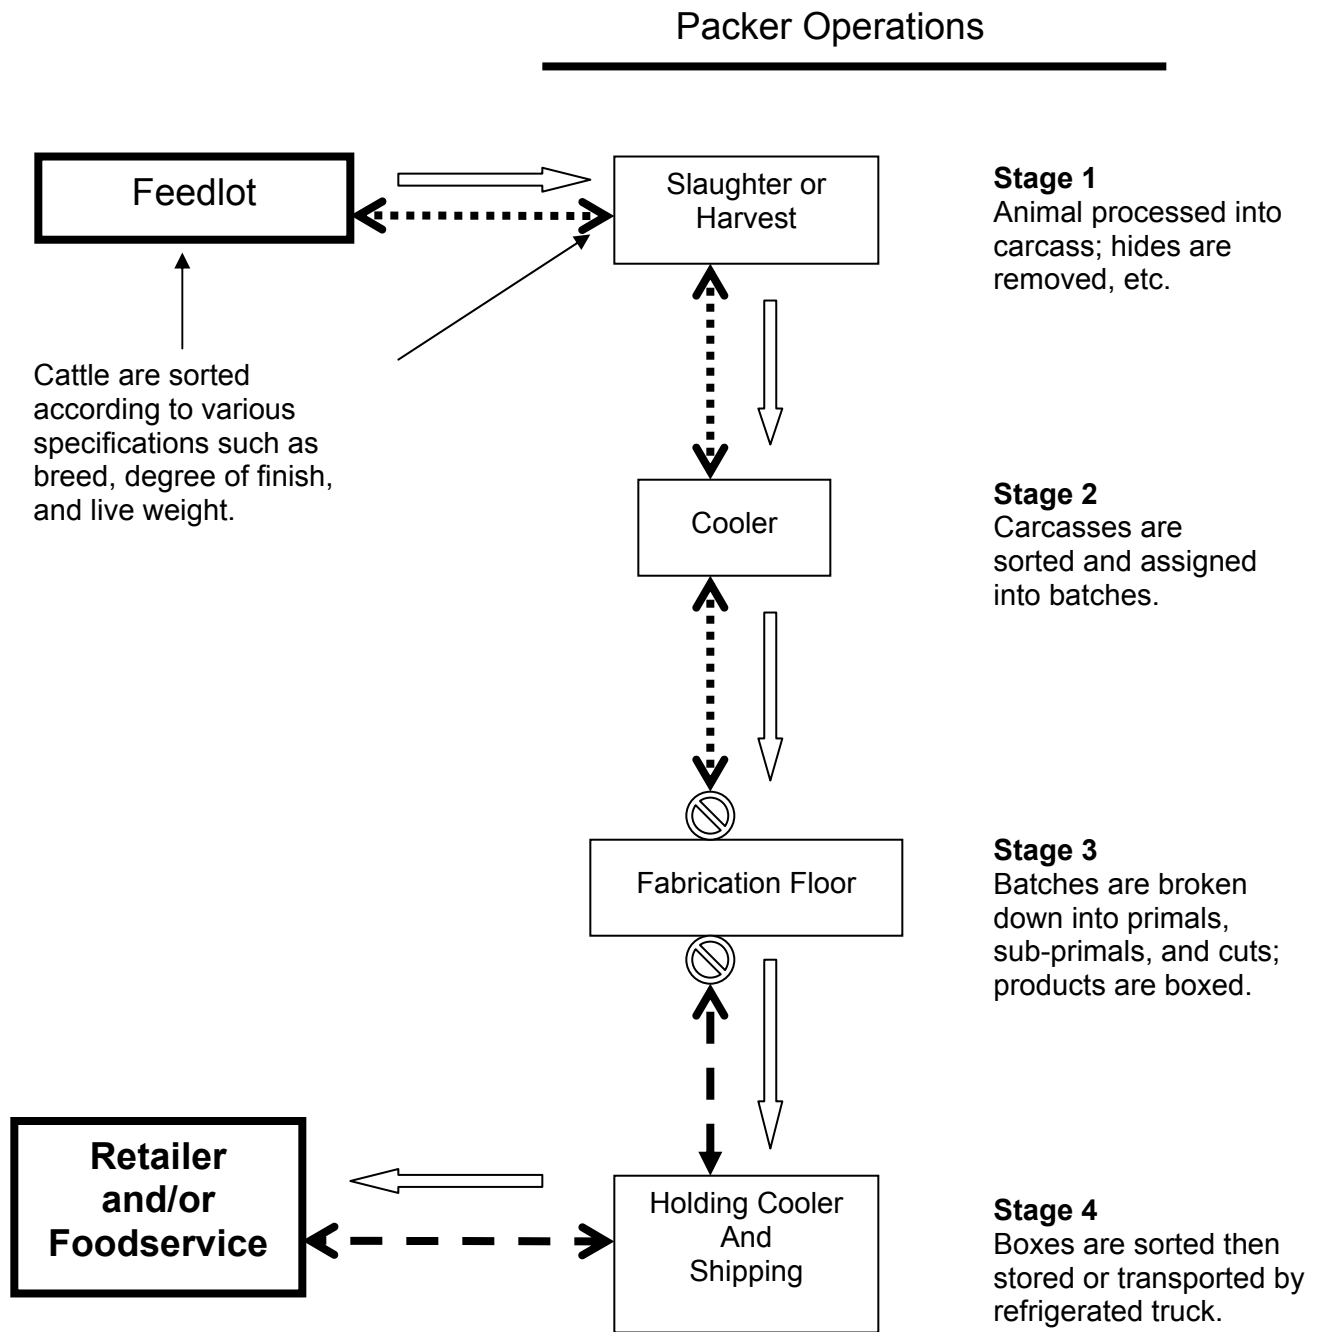 Packer Operations
Feedlot
Slaughter or
Harvest
Stage 1
Animal processed into
carcass; hides are
removed, etc.
Cattle are sorted
according to various
specifications such as
breed, degree of finish,
and live weight.
Cooler
Stage 2
Carcasses are
sorted and assigned
into batches.
Fabrication Floor
Stage 3
Batches are broken
down into primals,
sub-primals, and cuts;
products are boxed.
Retailer
and/or
Foodservice
Holding Cooler
And
Shipping
Stage 4
Boxes are sorted then
stored or transported by
refrigerated truck.